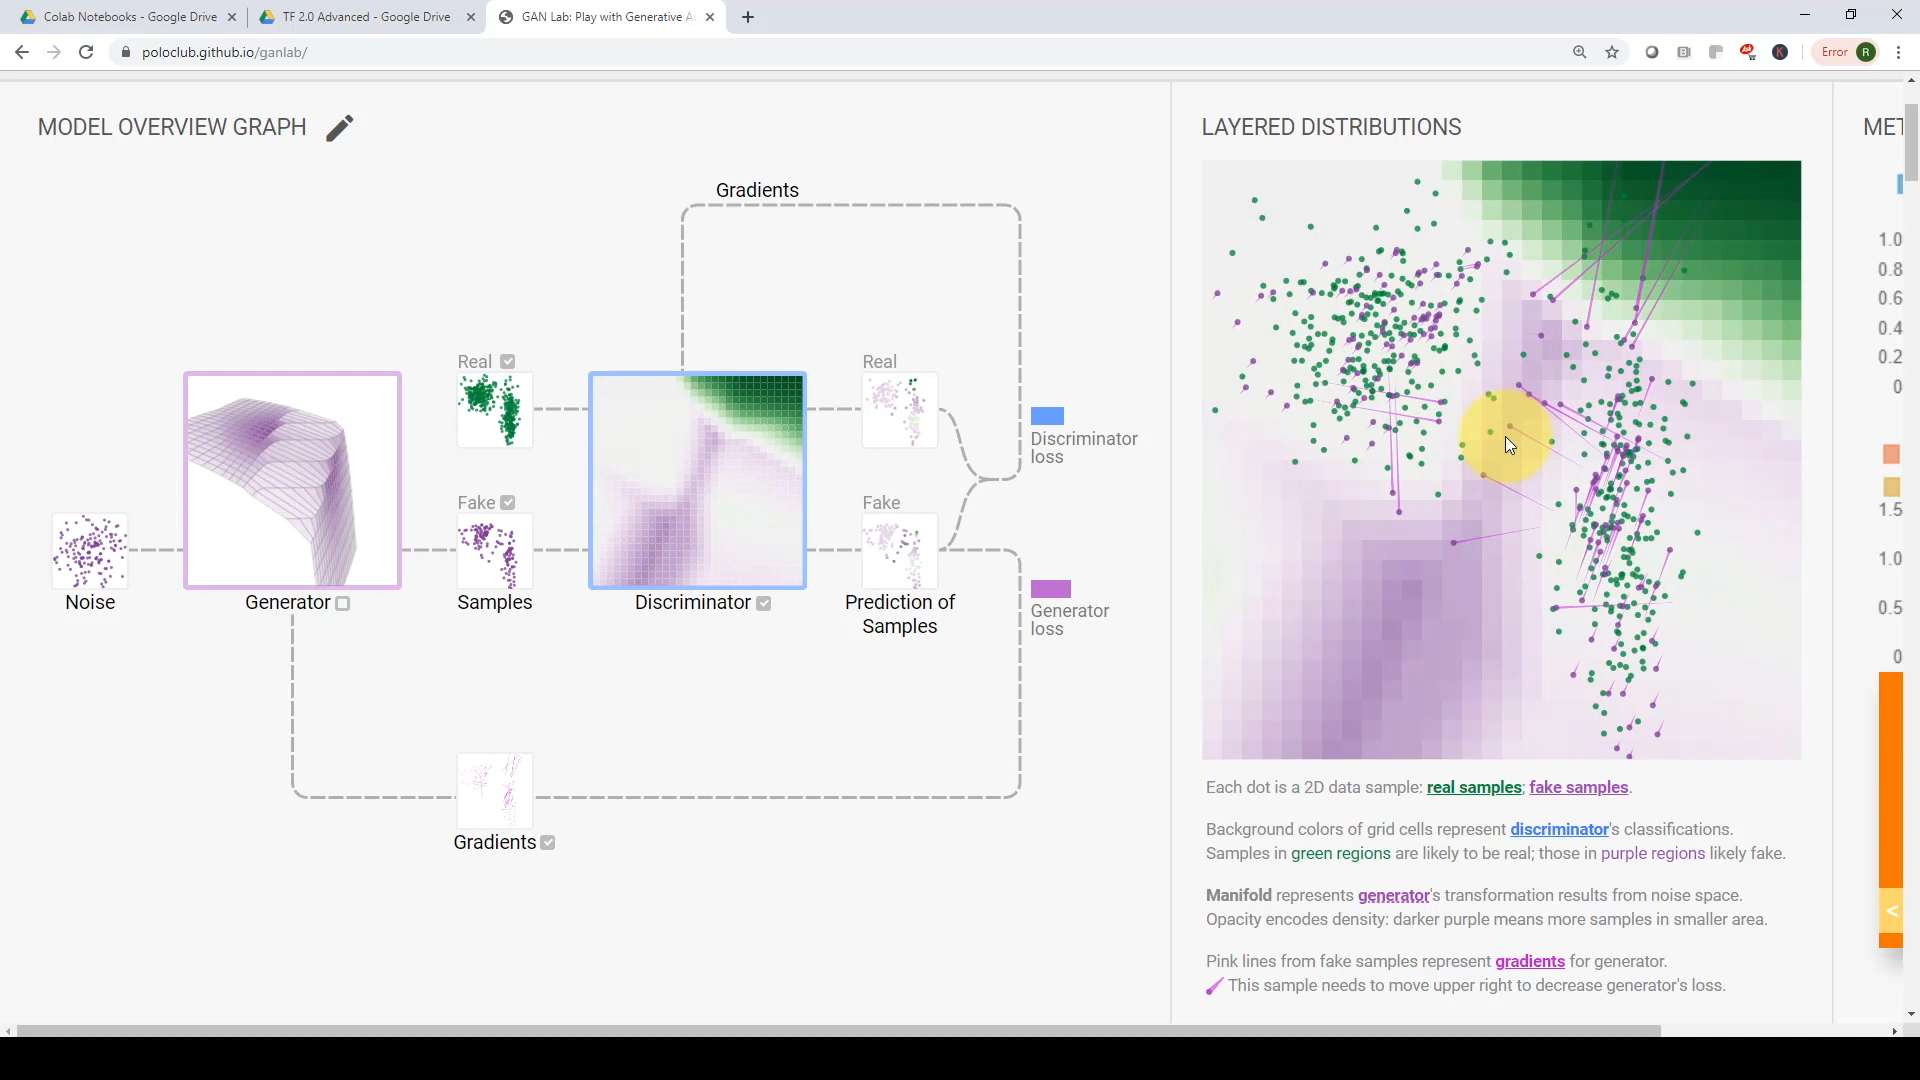 Colab Notebooks - Google Drive
TF 2.0 Advanced - Google Drive
GAN Lab: Play with Generative A
poloclub.github.io/ganlab/
Error R
MODEL OVERVIEW GRAPH
LAYERED DISTRIBUTIONS
MET
Gradients
Real
Real
Discriminator
loss
Fake
Fake
Noise
Generator
Samples
Discriminator
Prediction of
Samples
Generator
loss
Gradients
1.0
0.8
0.6
0.4
0.2
0
1.5
1.0
0.5
0
<
Each dot is a 2D data sample: real samples; fake samples.
Background colors of grid cells represent discriminator's classifications.
Samples in green regions are likely to be real; those in purple regions likely fake.
Manifold represents generator's transformation results from noise space.
Opacity encodes density: darker purple means more samples in smaller area.
Pink lines from fake samples represent gradients for generator.
This sample needs to move upper right to decrease generator's loss.